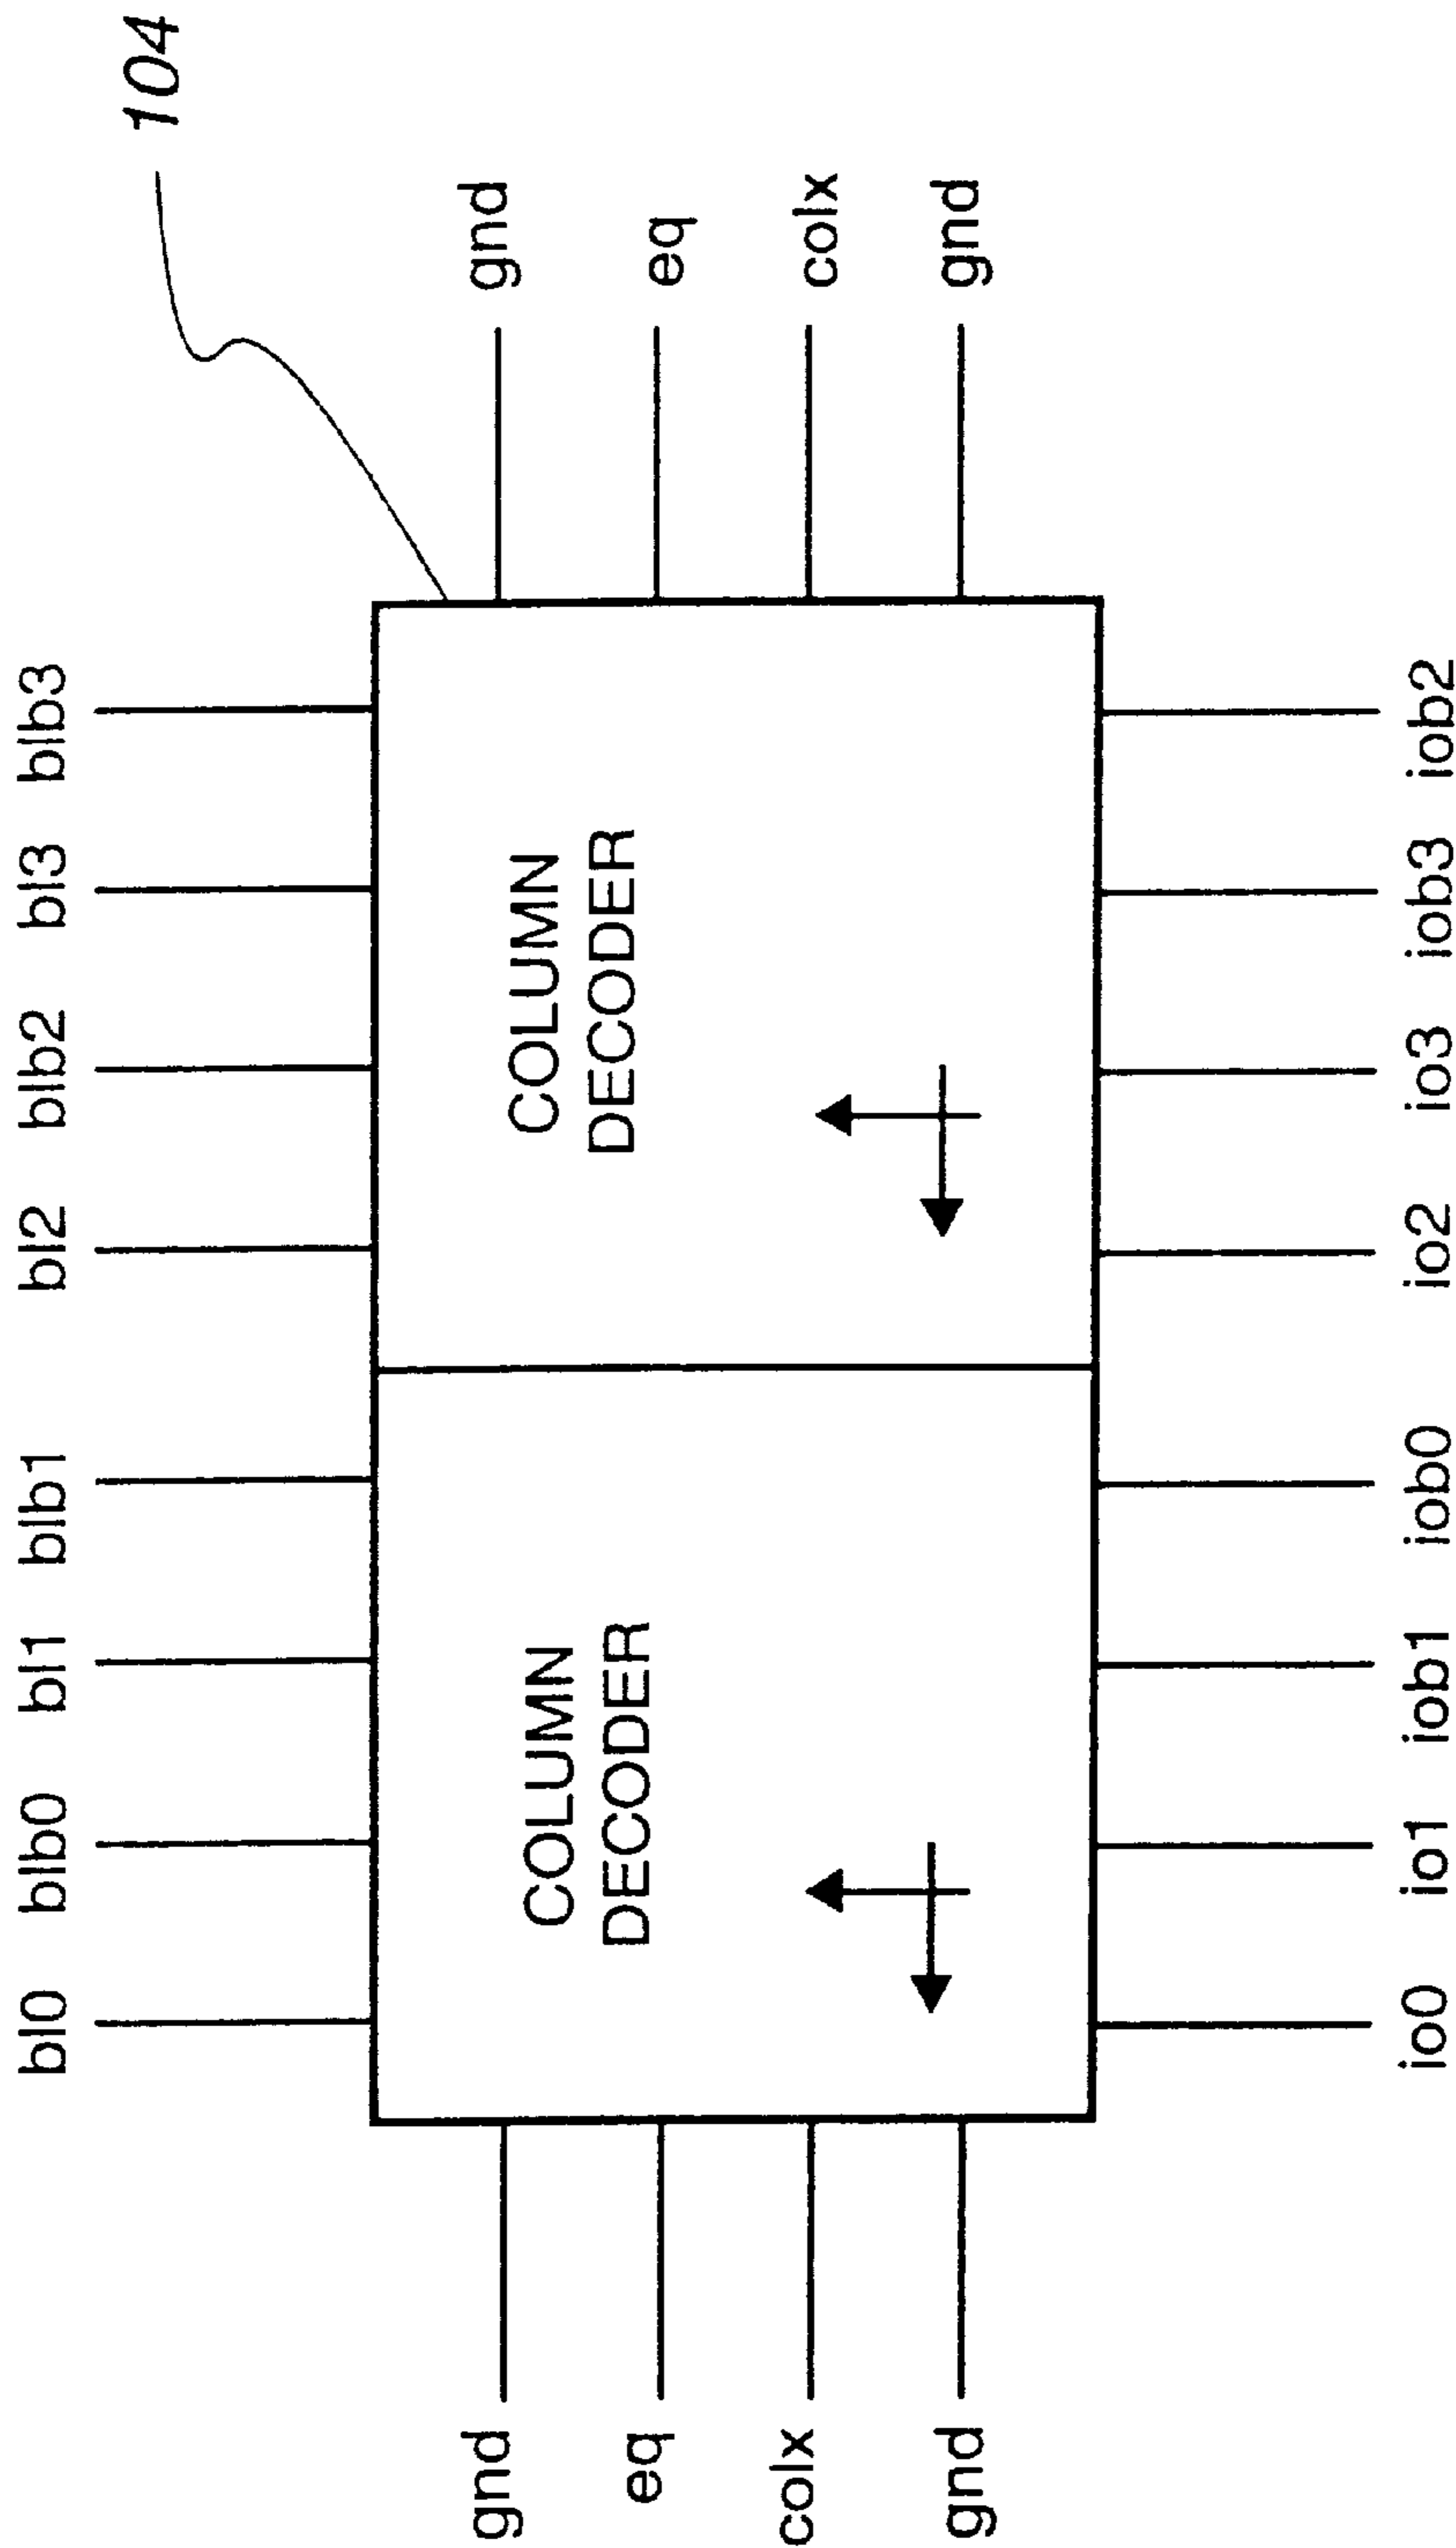 104
bl0 blb0 bl1 blb1 bl2 blb2 bl3 blb3
gnd gnd
eq eq
colx colx
gnd gnd
COLUMN
DECODER
COLUMN
DECODER
io0 io1 iob1 iob0 io2 io3 iob3 iob2